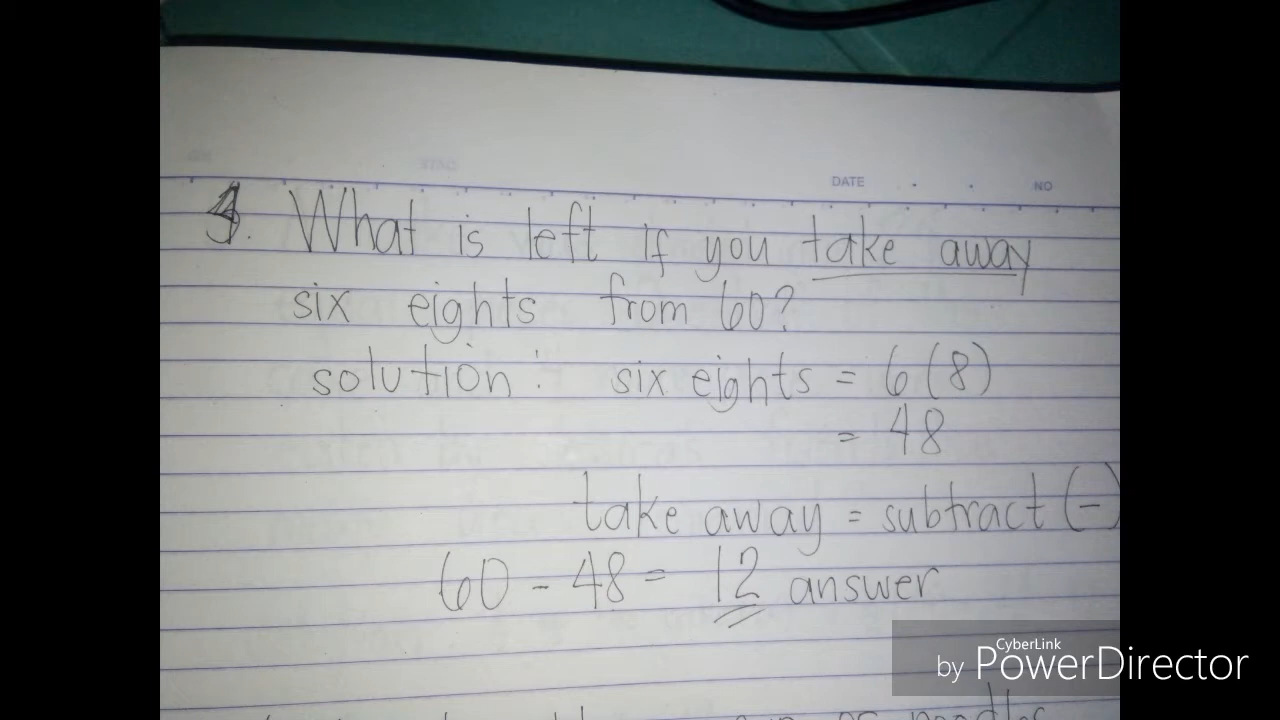 DATE NO
4. What is left if you take away
six eights from 60?
solution: six eights = 6(8)
= 48
take away = subtract (-)
60 - 48 = 12 answer
CyberLink
by PowerDirector